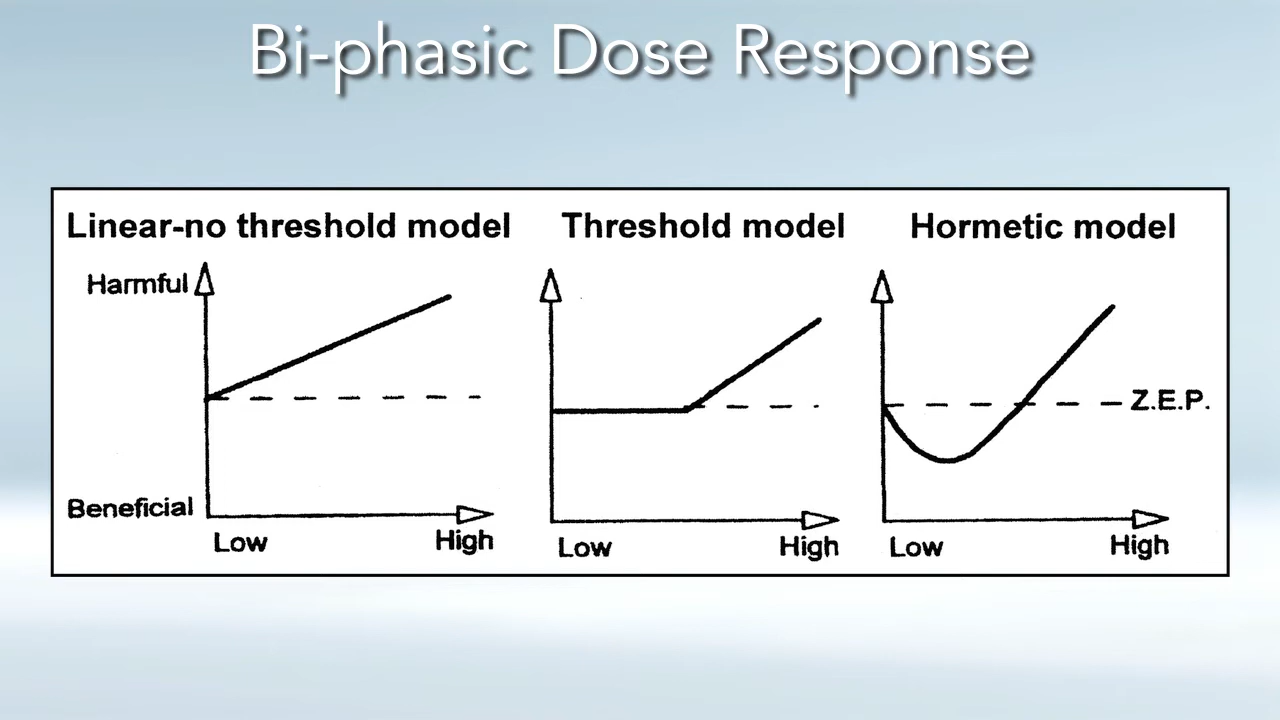 Bi-phasic Dose Response
Linear-no threshold model
Harmful
Beneficial
Low High
Threshold model
Low High
Hormetic model
Z.E.P.
Low High